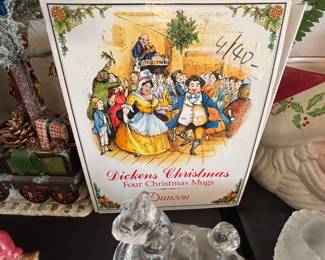 4/40-
Dickens Christmas
Four Christmas Mugs
Dunoon